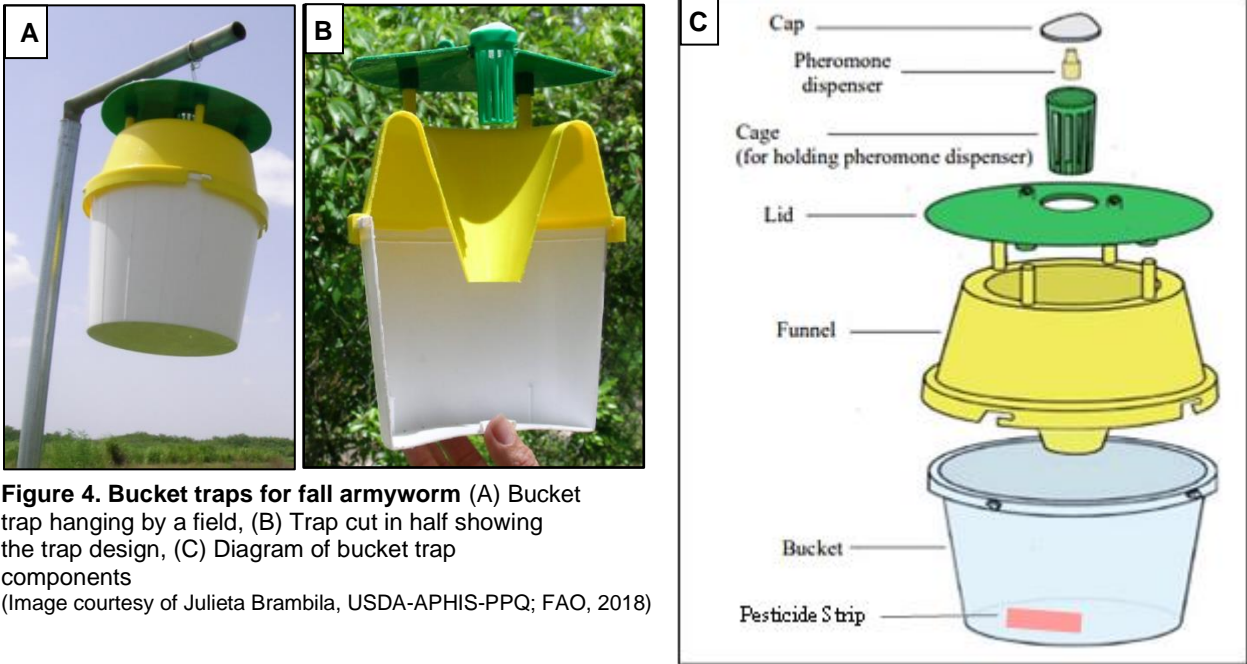 A
B
C
Cap
Pheromone
dispenser
Cage
(for holding pheromone dispenser)
Lid
Funnel
Bucket
Pesticide Strip
Figure 4. Bucket traps for fall armyworm (A) Bucket
trap hanging by a field, (B) Trap cut in half showing
the trap design, (C) Diagram of bucket trap
components
(Image courtesy of Julieta Brambila, USDA-APHIS-PPQ; FAO, 2018)